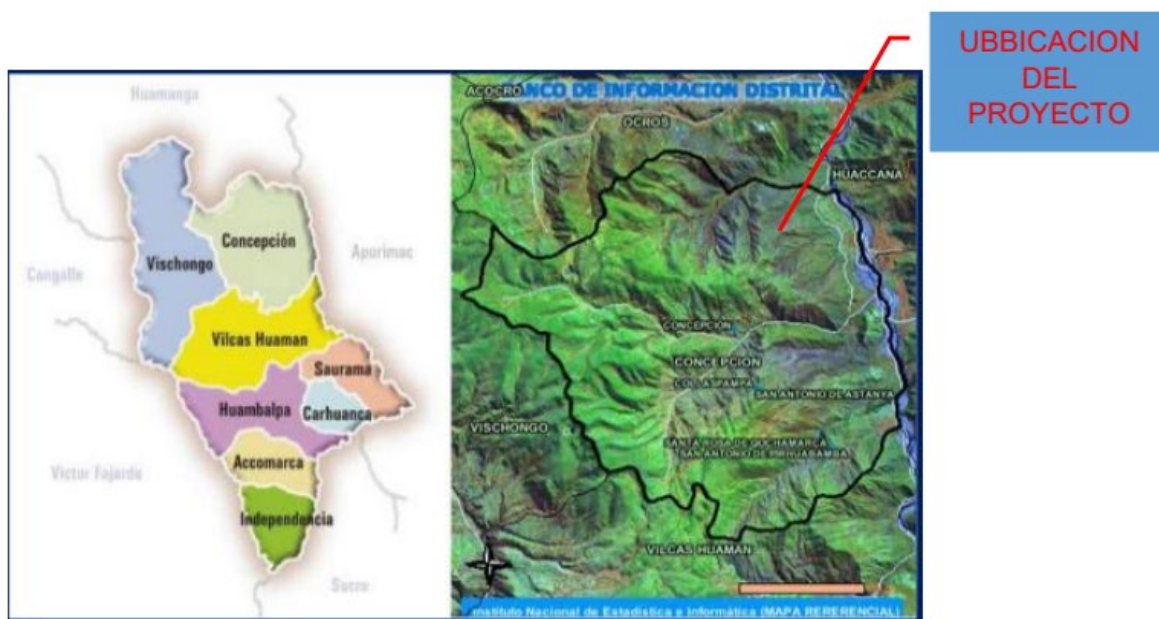 UBBICACION
DEL
PROYECTO
Huamanga
Concepción
Apurimac
Vischongo
Cangallo
Vilcas Huaman
Saurama
Huambalpa
Carhuanca
Accomarca
Victor Fajardo
Independencia
Sucre
ACOCRO
ANCO DE INFORMACION DISTRITAL
OCROS
HUACCANA
CONCEPCION
CONCEPCION
COLLASPAMPA
SAN ANTONIO DE ASTANYA
VISCHONGO
SANTA ROSA DE QOCHAMARCA
SAN ANTONIO DE PIRHUABAMBA
VILCAS HUAMAN
nstituto Nacional de Estadística e Informática (MAPA RERERENCIAL)